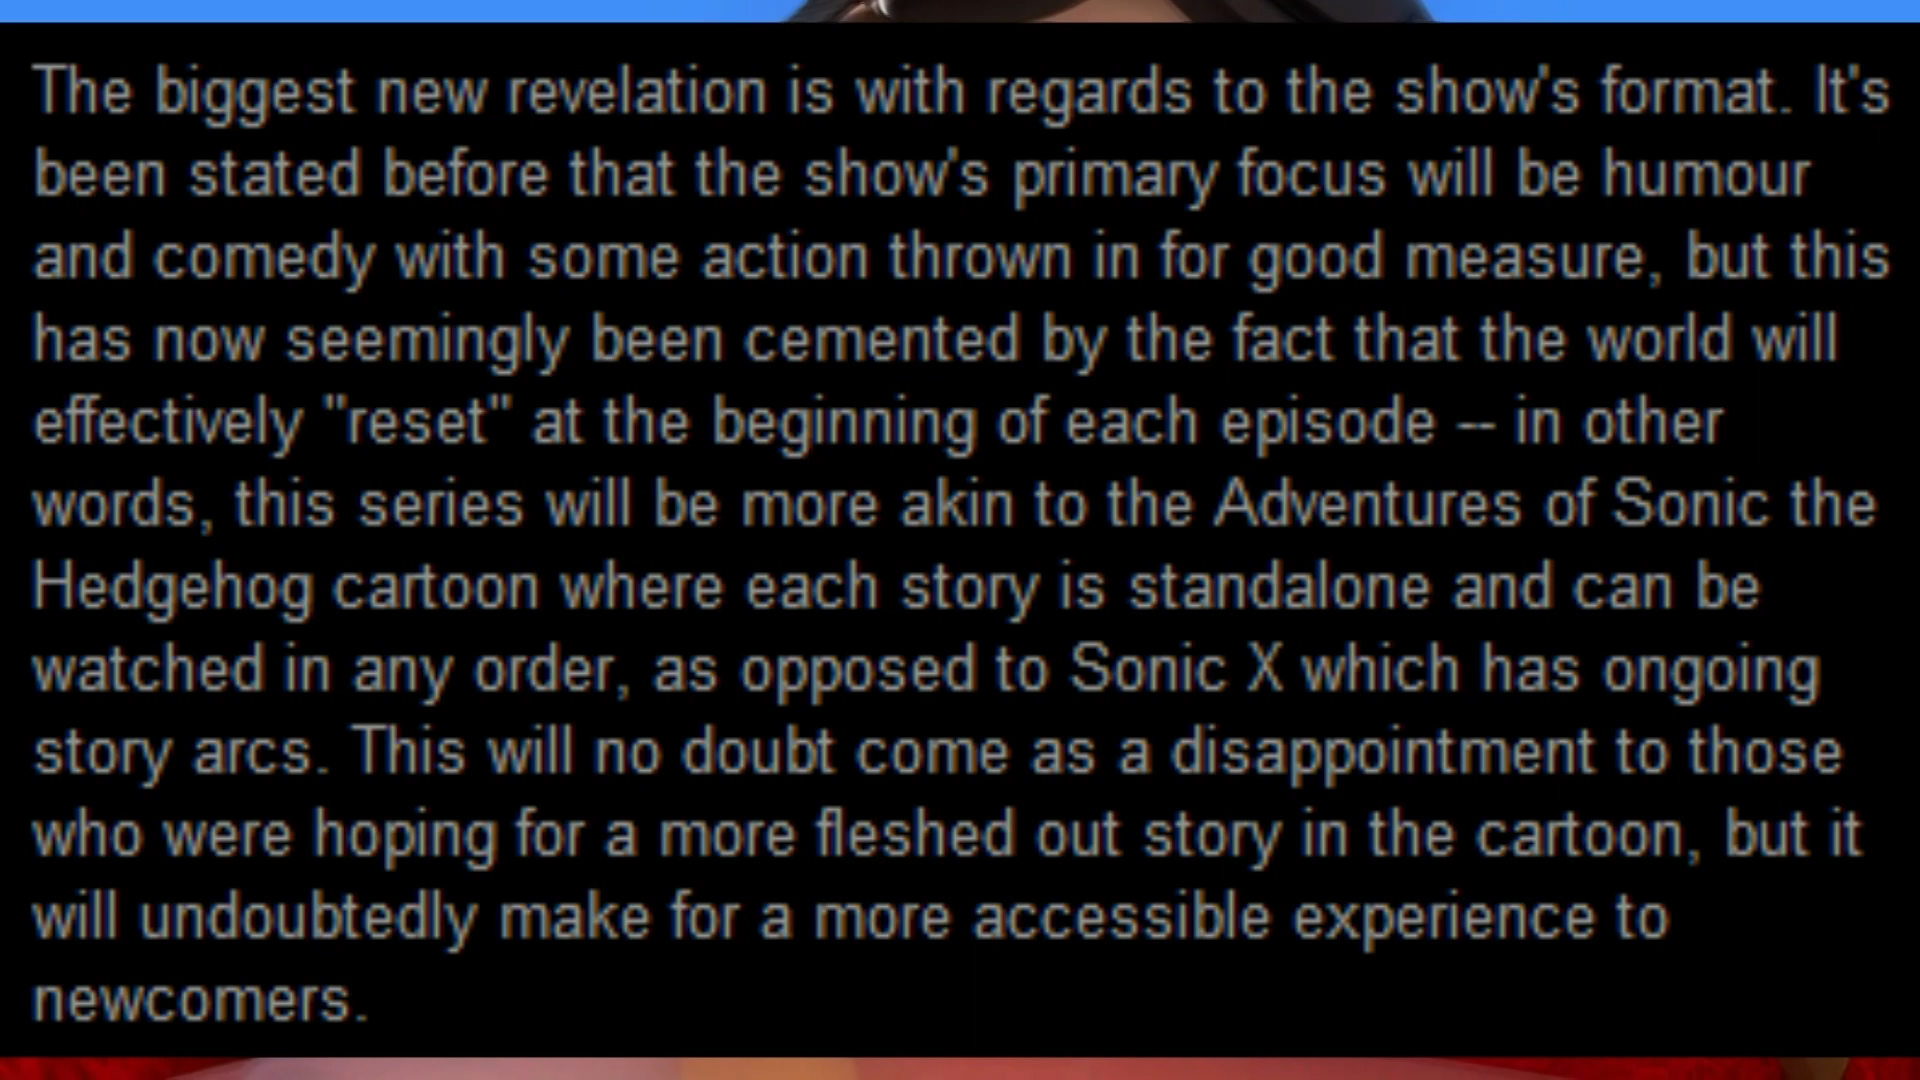 The biggest new revelation is with regards to the show's format. It's
been stated before that the show's primary focus will be humour
and comedy with some action thrown in for good measure, but this
has now seemingly been cemented by the fact that the world will
effectively "reset" at the beginning of each episode -- in other
words, this series will be more akin to the Adventures of Sonic the
Hedgehog cartoon where each story is standalone and can be
watched in any order, as opposed to Sonic X which has ongoing
story arcs. This will no doubt come as a disappointment to those
who were hoping for a more fleshed out story in the cartoon, but it
will undoubtedly make for a more accessible experience to
newcomers.